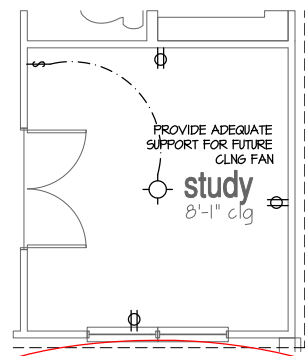 S
PROVIDE ADEQUATE
SUPPORT FOR FUTURE
CLNG FAN
study
8'-1" clg